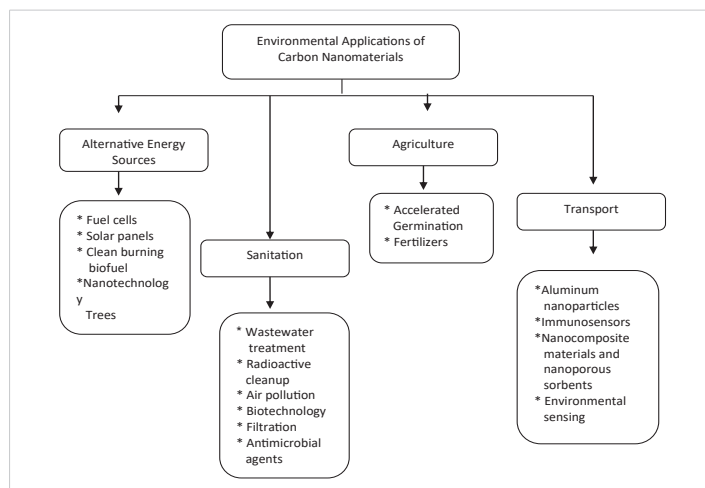 Environmental Applications of
Carbon Nanomaterials
Alternative Energy
Sources
* Fuel cells
* Solar panels
* Clean burning
biofuel
*Nanotechnolog
y
Trees
Sanitation
* Wastewater
treatment
* Radioactive
cleanup
* Air pollution
* Biotechnology
* Filtration
* Antimicrobial
agents
Agriculture
* Accelerated
Germination
* Fertilizers
Transport
*Aluminum
nanoparticles
*Immunosensors
*Nanocomposite
materials and
nanoporous
sorbents
* Environmental
sensing